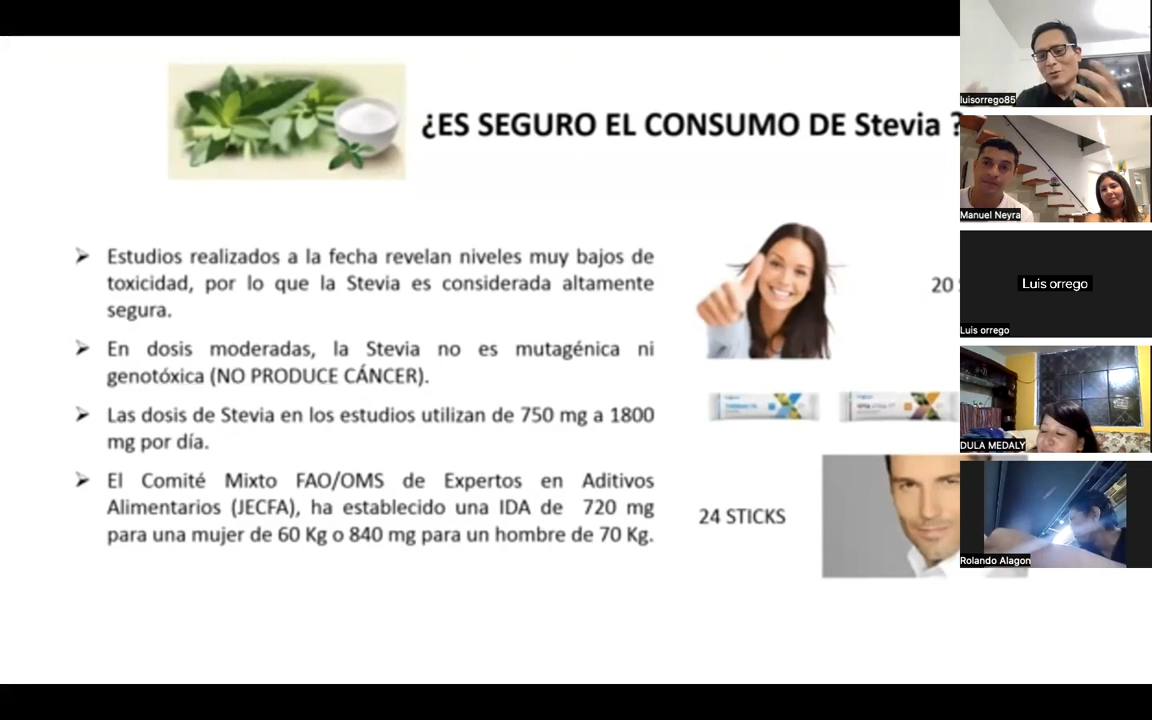 ¿ES SEGURO EL CONSUMO DE Stevia ?
Estudios realizados a la fecha revelan niveles muy bajos de
toxicidad, por lo que la Stevia es considerada altamente
segura.
En dosis moderadas, la Stevia no es mutagénica ni
genotóxica (NO PRODUCE CÁNCER).
Las dosis de Stevia en los estudios utilizan de 750 mg a 1800
mg por día.
El Comité Mixto FAO/OMS de Expertos en Aditivos
Alimentarios (JECFA), ha establecido una IDA de 720 mg
para una mujer de 60 Kg o 840 mg para un hombre de 70 Kg.
20
24 STICKS
luisorrego85
Manuel Neyra
Luis orrego
Luis orrego
DULA MEDALY
Rolando Alagon